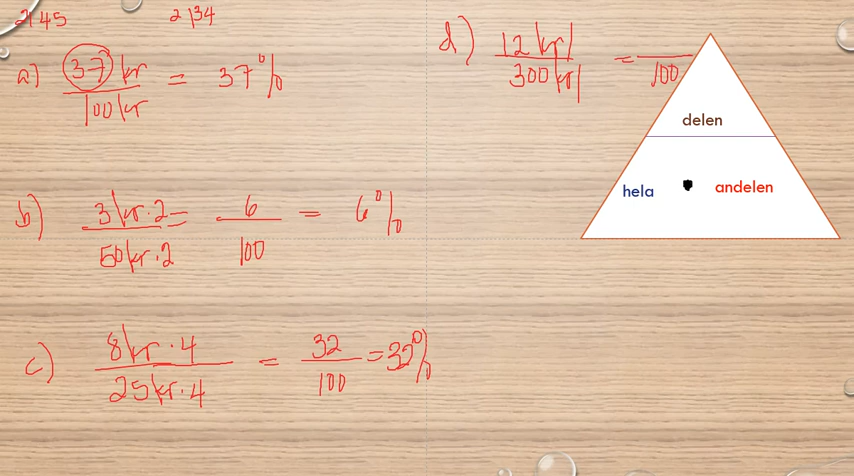 2145 2134
a) 37 kr / 100 kr = 37 %
b) 3 kr · 2 / 50 kr · 2 = 6 / 100 = 6 %
c) 8 kr · 4 / 25 kr · 4 = 32 / 100 = 32 %
d) 12 kr / 300 kr = / 100
delen
hela · andelen